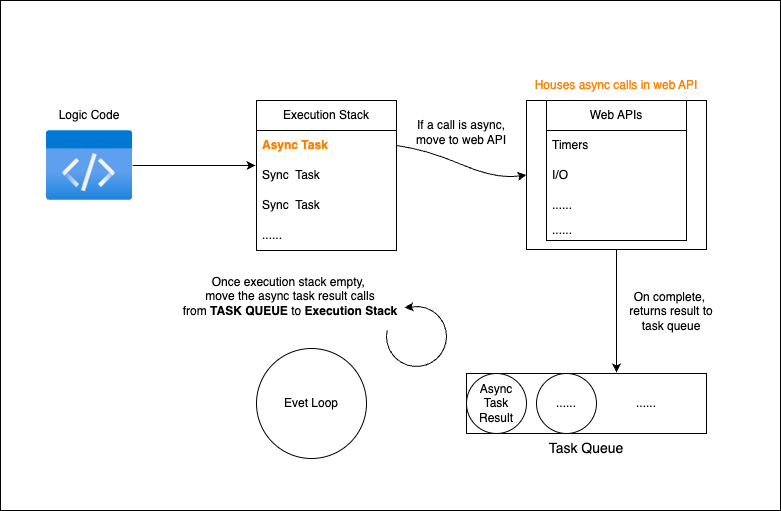 Houses async calls in web API
Logic Code
Execution Stack
Async Task
Sync Task
Sync Task
......
If a call is async,
move to web API
Web APIs
Timers
I/O
......
......
Once execution stack empty,
move the async task result calls
from TASK QUEUE to Execution Stack
On complete,
returns result to
task queue
Evet Loop
Async
Task
Result
......
......
Task Queue